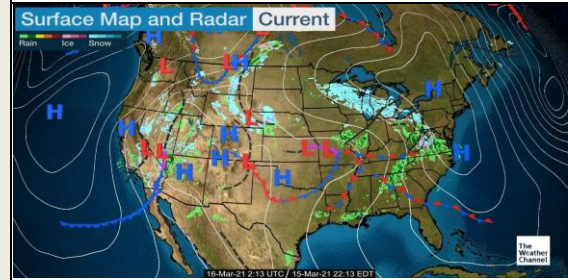 Surface Map and Radar Current
Rain Ice Snow
H
L
L H
H
H
H
L
H
H
L L
H
L L
H
L
H
H
The
Weather
Channel
16-Mar-21 2:13 UTC / 15-Mar-21 22:13 EDT